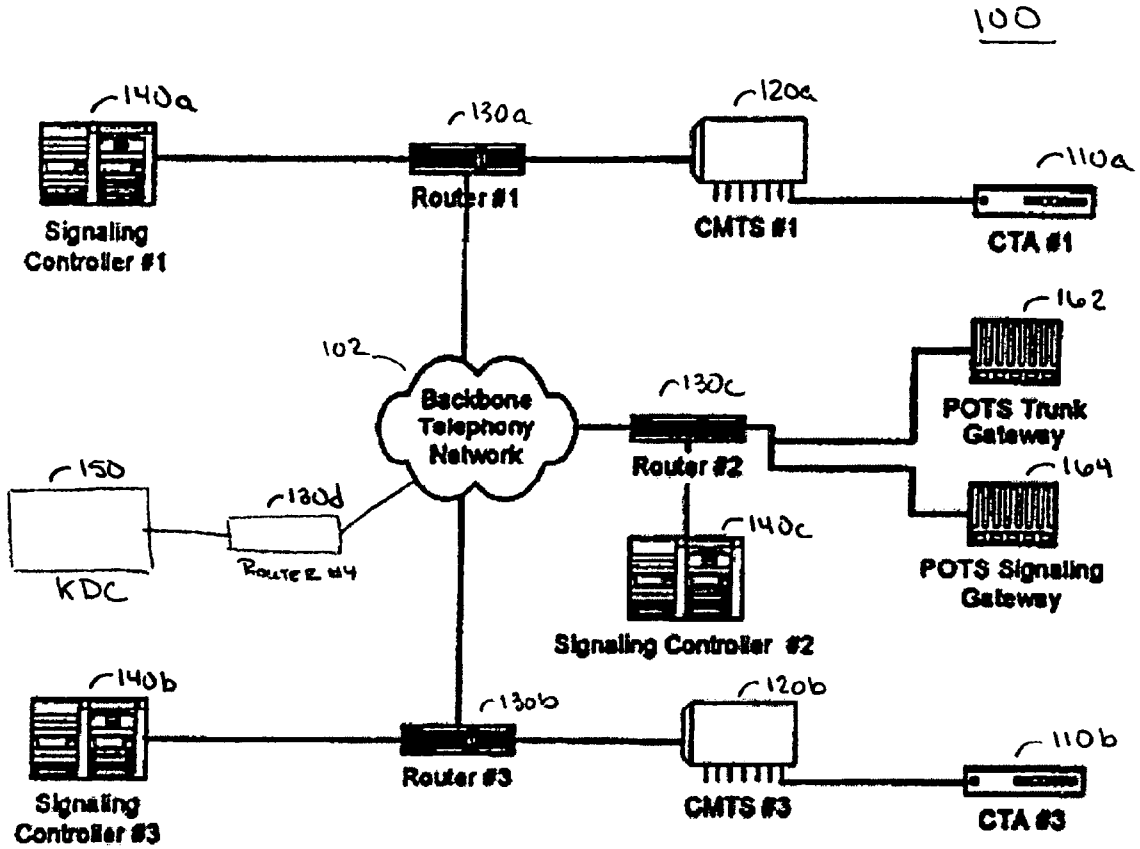 100
140a
130a
120a
110a
Router #1
Signaling
Controller #1
CMTS #1
CTA #1
162
102
130c
Backbone
Telephony
Network
POTS Trunk
Gateway
Router #2
164
150
130d
140c
ROUTER #4
KDC
POTS Signaling
Gateway
Signaling Controller #2
140b
130b
120b
110b
Router #3
Signaling
Controller #3
CMTS #3
CTA #3